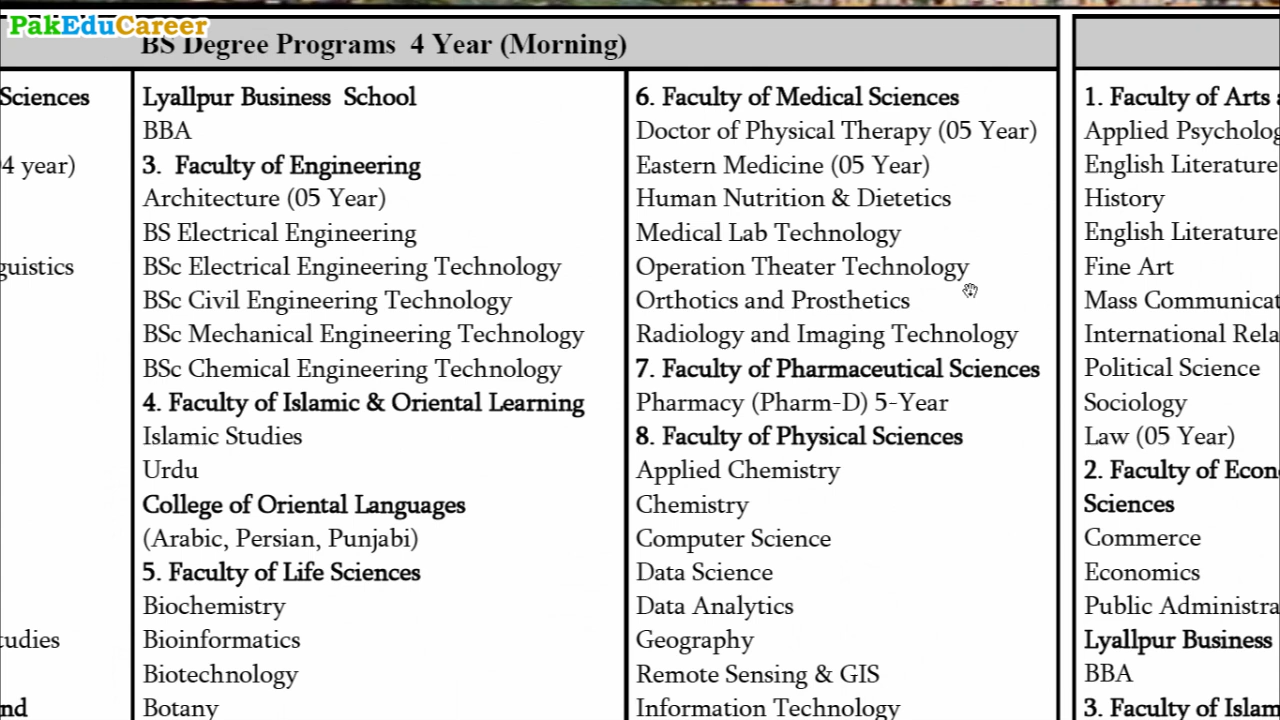 PakEduCareer
BS Degree Programs 4 Year (Morning)
Sciences
04 year)
guistics
tudies
nd
Lyallpur Business School
BBA
3. Faculty of Engineering
Architecture (05 Year)
BS Electrical Engineering
BSc Electrical Engineering Technology
BSc Civil Engineering Technology
BSc Mechanical Engineering Technology
BSc Chemical Engineering Technology
4. Faculty of Islamic & Oriental Learning
Islamic Studies
Urdu
College of Oriental Languages
(Arabic, Persian, Punjabi)
5. Faculty of Life Sciences
Biochemistry
Bioinformatics
Biotechnology
Botany
6. Faculty of Medical Sciences
Doctor of Physical Therapy (05 Year)
Eastern Medicine (05 Year)
Human Nutrition & Dietetics
Medical Lab Technology
Operation Theater Technology
Orthotics and Prosthetics
Radiology and Imaging Technology
7. Faculty of Pharmaceutical Sciences
Pharmacy (Pharm-D) 5-Year
8. Faculty of Physical Sciences
Applied Chemistry
Chemistry
Computer Science
Data Science
Data Analytics
Geography
Remote Sensing & GIS
Information Technology
1. Faculty of Arts a
Applied Psycholog
English Literature
History
English Literature
Fine Art
Mass Communicat
International Rela
Political Science
Sociology
Law (05 Year)
2. Faculty of Econ
Sciences
Commerce
Economics
Public Administra
Lyallpur Business
BBA
3. Faculty of Islam